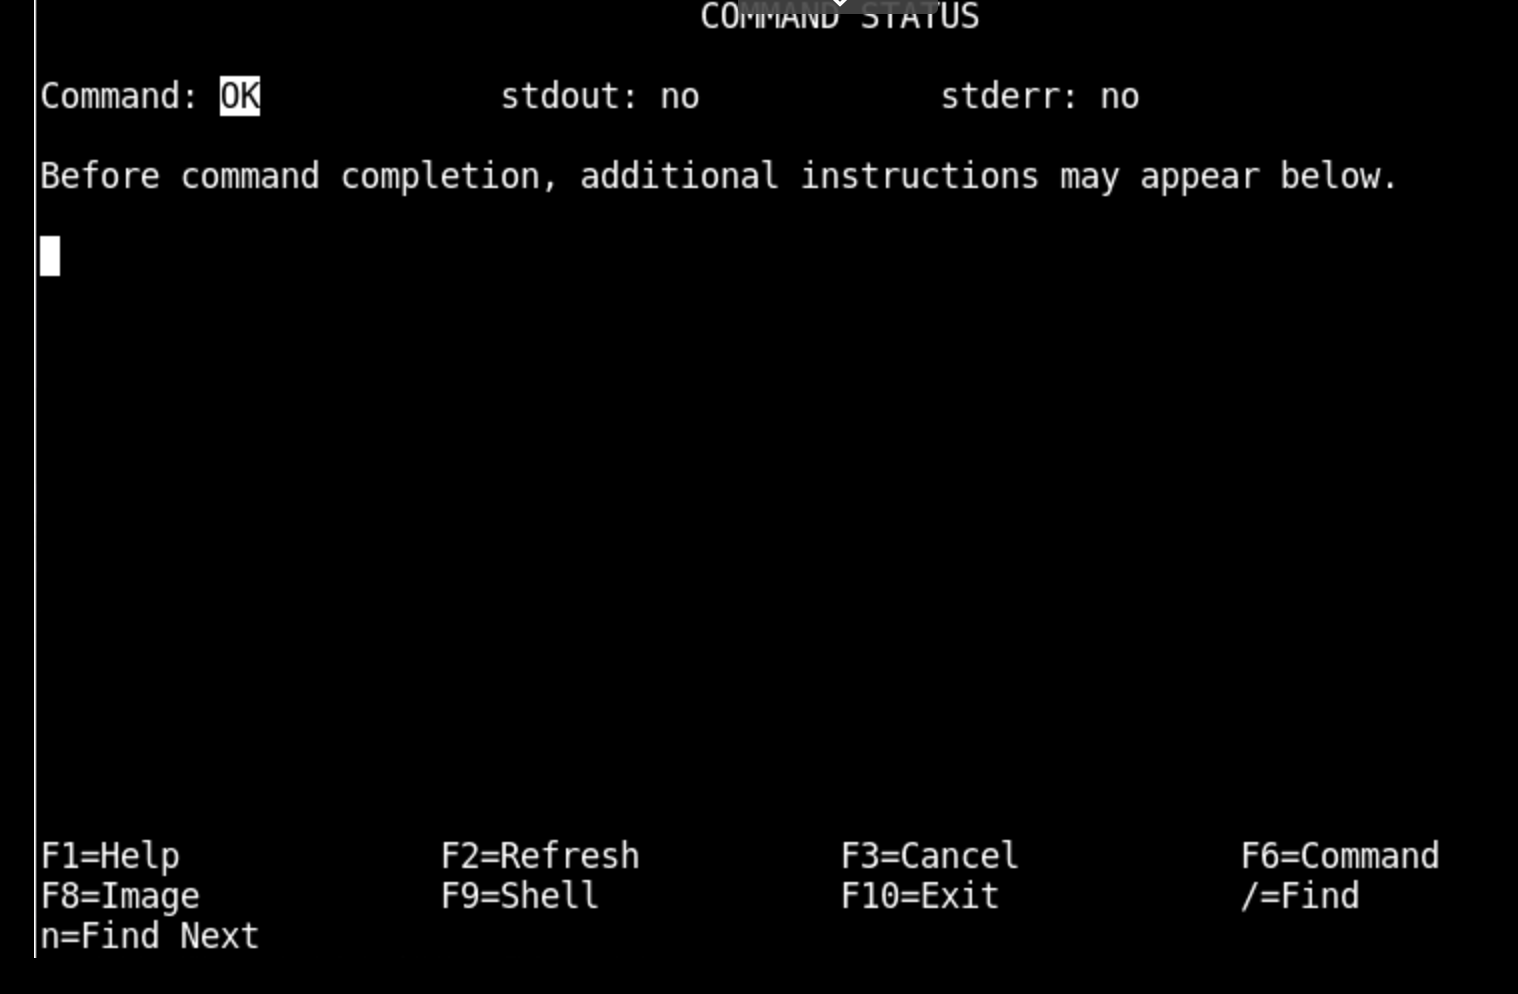 COMMAND STATUS
Command: OK stdout: no stderr: no
Before command completion, additional instructions may appear below.
F1=Help F2=Refresh F3=Cancel F6=Command
F8=Image F9=Shell F10=Exit /=Find
n=Find Next